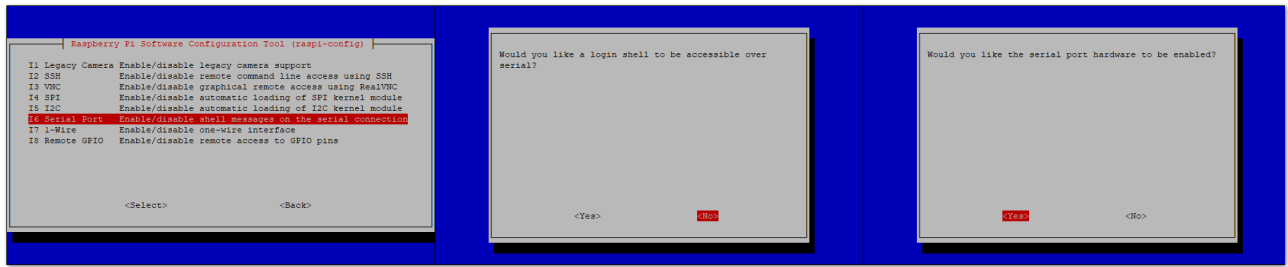 Raspberry Pi Software Configuration Tool (raspi-config)
I1 Legacy Camera Enable/disable legacy camera support
I2 SSH Enable/disable remote command line access using SSH
I3 VNC Enable/disable graphical remote access using RealVNC
I4 SPI Enable/disable automatic loading of SPI kernel module
I5 I2C Enable/disable automatic loading of I2C kernel module
I6 Serial Port Enable/disable shell messages on the serial connection
I7 1-Wire Enable/disable one-wire interface
I8 Remote GPIO Enable/disable remote access to GPIO pins
<Select> <Back>
Would you like a login shell to be accessible over
serial?
<Yes> <No>
Would you like the serial port hardware to be enabled?
<Yes> <No>